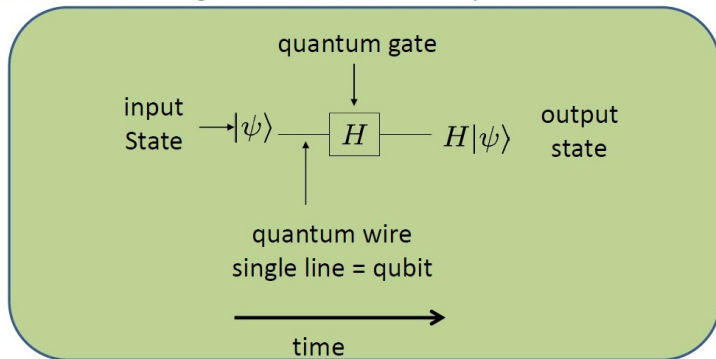 quantum gate
input
State
|ψ⟩
H
H|ψ⟩
output
state
quantum wire
single line = qubit
time